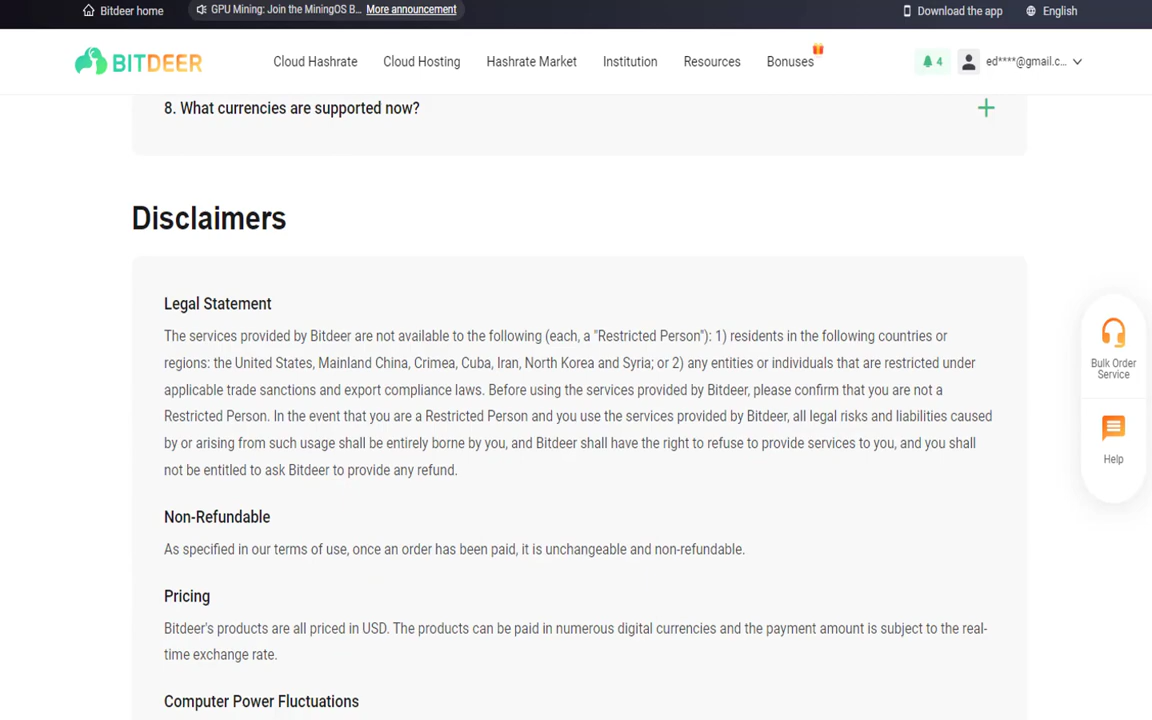 Bitdeer home
GPU Mining: Join the MiningOS B... More announcement
Download the app
English
BITDEER
Cloud Hashrate
Cloud Hosting
Hashrate Market
Institution
Resources
Bonuses
4
ed****@gmail.c...
8. What currencies are supported now?
Disclaimers
Legal Statement
The services provided by Bitdeer are not available to the following (each, a "Restricted Person"): 1) residents in the following countries or
regions: the United States, Mainland China, Crimea, Cuba, Iran, North Korea and Syria; or 2) any entities or individuals that are restricted under
applicable trade sanctions and export compliance laws. Before using the services provided by Bitdeer, please confirm that you are not a
Restricted Person. In the event that you are a Restricted Person and you use the services provided by Bitdeer, all legal risks and liabilities caused
by or arising from such usage shall be entirely borne by you, and Bitdeer shall have the right to refuse to provide services to you, and you shall
not be entitled to ask Bitdeer to provide any refund.
Non-Refundable
As specified in our terms of use, once an order has been paid, it is unchangeable and non-refundable.
Pricing
Bitdeer's products are all priced in USD. The products can be paid in numerous digital currencies and the payment amount is subject to the real-
time exchange rate.
Computer Power Fluctuations
Bulk Order
Service
Help